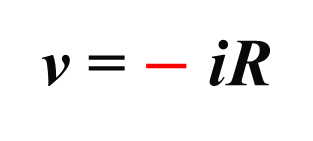 v = − iR